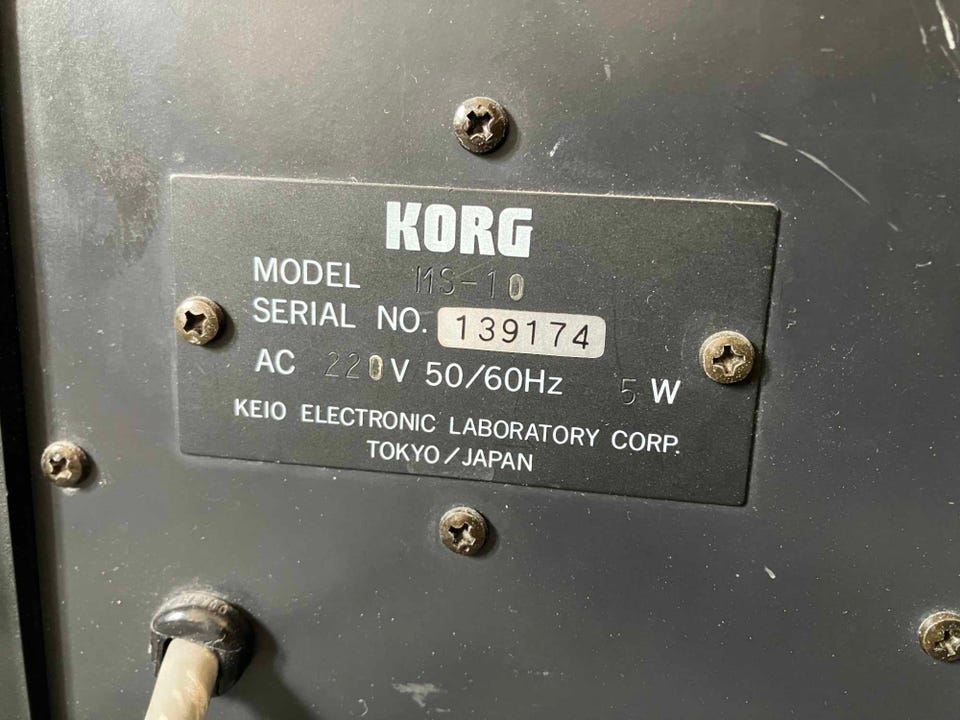 KORG
MODEL MS-10
SERIAL NO. 139174
AC 220V 50/60Hz 5 W
KEIO ELECTRONIC LABORATORY CORP.
TOKYO/JAPAN